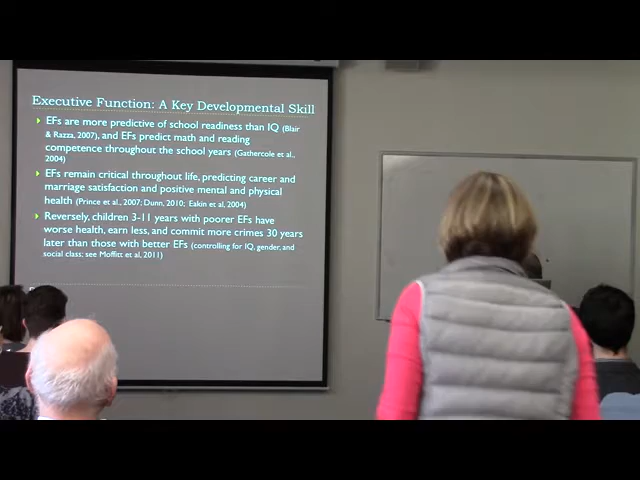 Executive Function: A Key Developmental Skill
EFs are more predictive of school readiness than IQ (Blair
& Razza, 2007), and EFs predict math and reading
competence throughout the school years (Gathercole et al.,
2004)
EFs remain critical throughout life, predicting career and
marriage satisfaction and positive mental and physical
health (Prince et al., 2007; Dunn, 2010; Eakin et al, 2004)
Reversely, children 3-11 years with poorer EFs have
worse health, earn less, and commit more crimes 30 years
later than those with better EFs (controlling for IQ, gender, and
social class; see Moffitt et al, 2011)